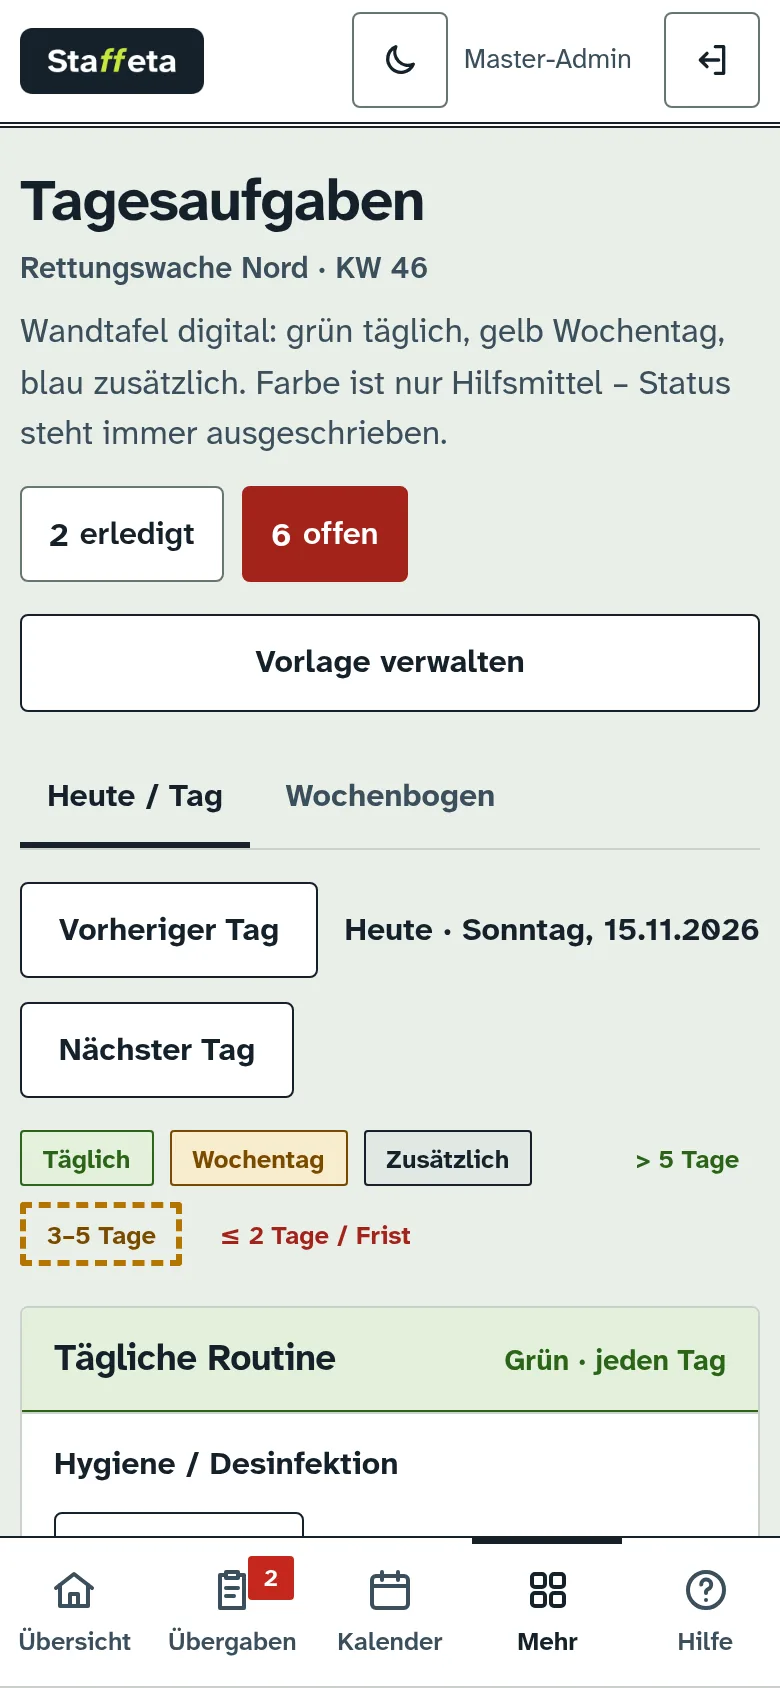 Staffeta
Master-Admin
Tagesaufgaben
Rettungswache Nord · KW 46
Wandtafel digital: grün täglich, gelb Wochentag,
blau zusätzlich. Farbe ist nur Hilfsmittel – Status
steht immer ausgeschrieben.
2 erledigt
6 offen
Vorlage verwalten
Heute / Tag
Wochenbogen
Vorheriger Tag
Heute · Sonntag, 15.11.2026
Nächster Tag
Täglich
Wochentag
Zusätzlich
> 5 Tage
3–5 Tage
≤ 2 Tage / Frist
Tägliche Routine
Grün · jeden Tag
Hygiene / Desinfektion
2
Übersicht
Übergaben
Kalender
Mehr
Hilfe